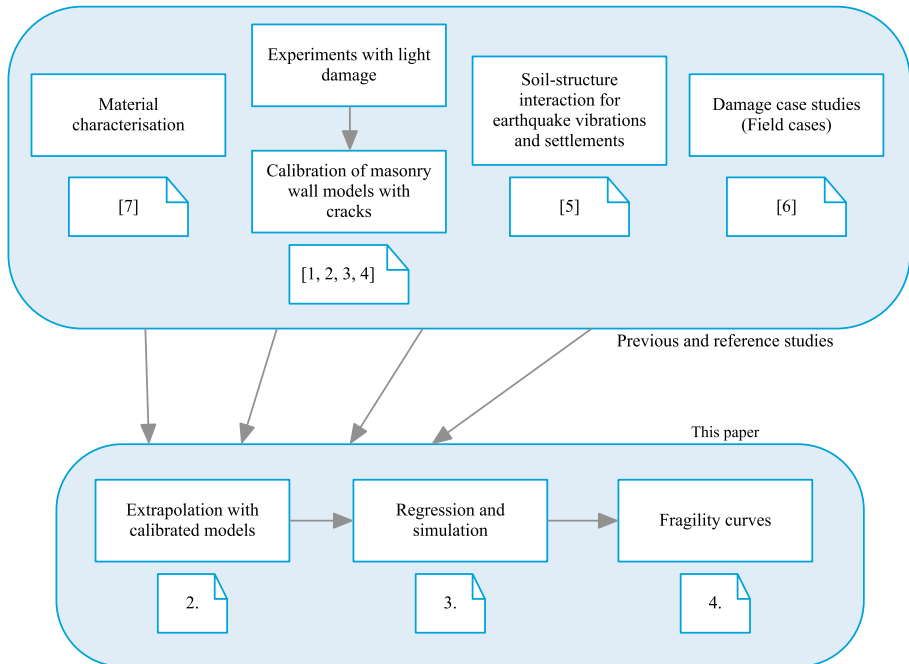 Material
characterisation
[7]
Experiments with light
damage
Calibration of masonry
wall models with
cracks
[1, 2, 3, 4]
Soil-structure
interaction for
earthquake vibrations
and settlements
[5]
Damage case studies
(Field cases)
[6]
Previous and reference studies
This paper
Extrapolation with
calibrated models
2.
Regression and
simulation
3.
Fragility curves
4.